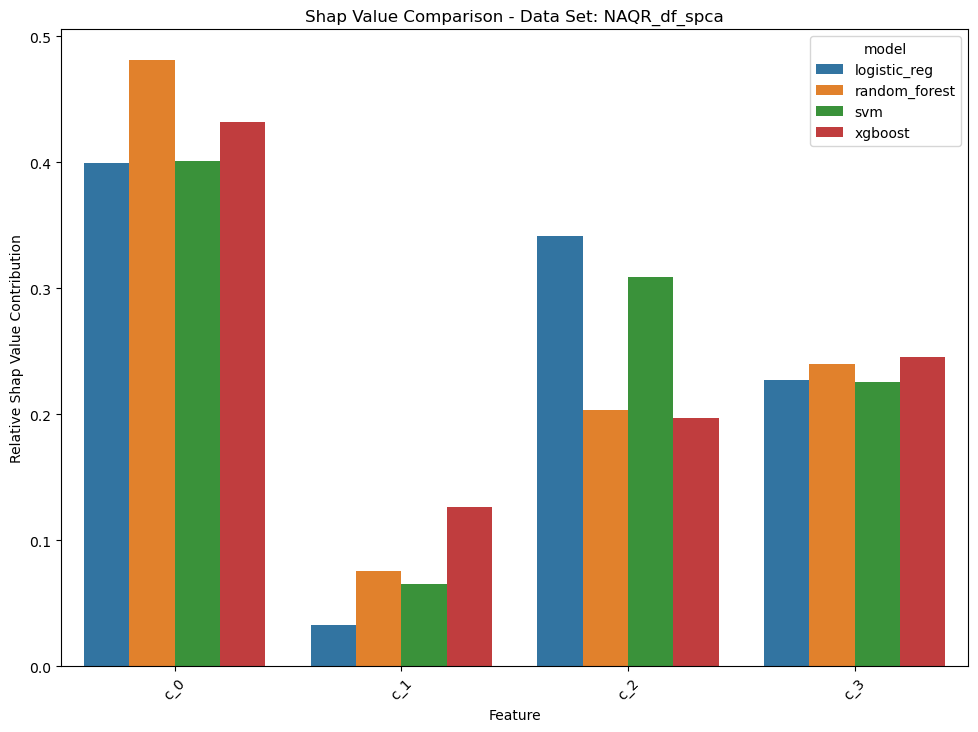 Shap Value Comparison - Data Set: NAQR_df_spca
model
logistic_reg
random_forest
svm
xgboost
Relative Shap Value Contribution
0.5
0.4
0.3
0.2
0.1
0.0
c_0
c_1
c_2
c_3
Feature